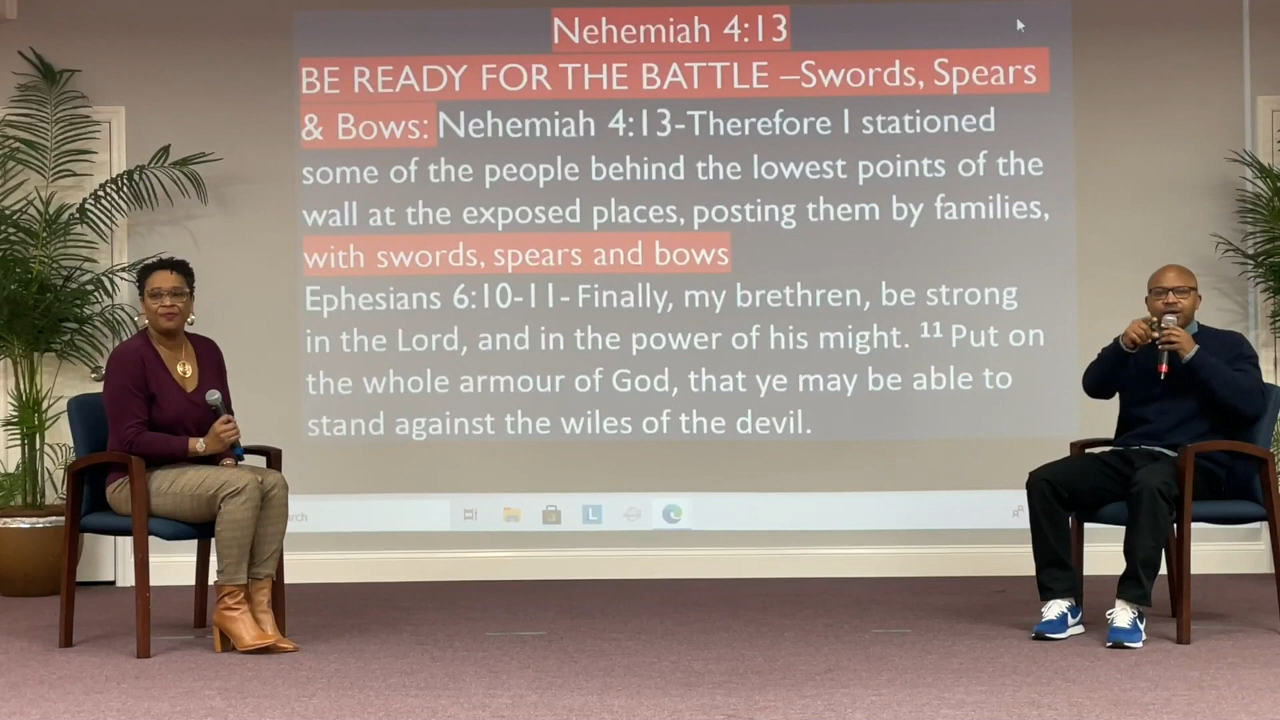 Nehemiah 4:13
BE READY FOR THE BATTLE –Swords, Spears
& Bows: Nehemiah 4:13-Therefore I stationed
some of the people behind the lowest points of the
wall at the exposed places, posting them by families,
with swords, spears and bows
Ephesians 6:10-11- Finally, my brethren, be strong
in the Lord, and in the power of his might. ¹¹ Put on
the whole armour of God, that ye may be able to
stand against the wiles of the devil.
L